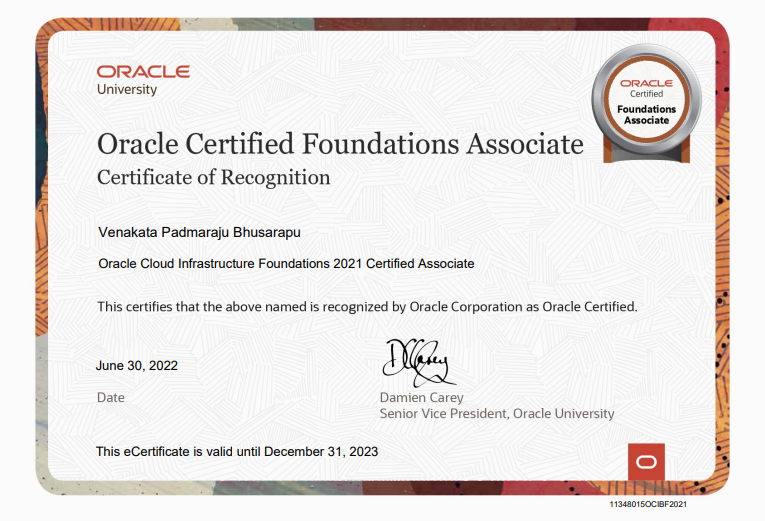 ORACLE
University
ORACLE
Certified
Foundations
Associate
Oracle Certified Foundations Associate
Certificate of Recognition
Venakata Padmaraju Bhusarapu
Oracle Cloud Infrastructure Foundations 2021 Certified Associate
This certifies that the above named is recognized by Oracle Corporation as Oracle Certified.
June 30, 2022
Date
DCarey
Damien Carey
Senior Vice President, Oracle University
This eCertificate is valid until December 31, 2023
11348015OCIBF2021